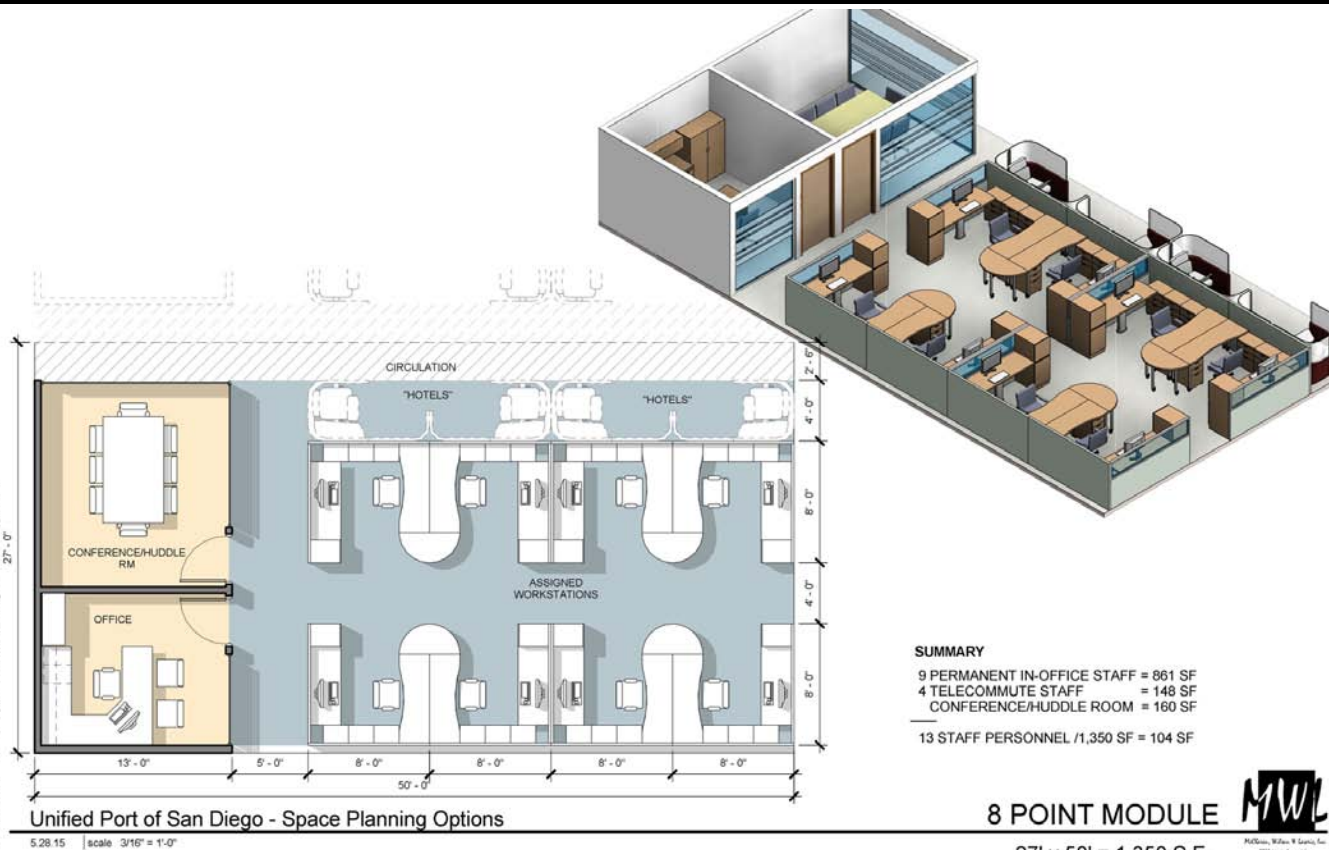 CIRCULATION
"HOTELS"
"HOTELS"
2'- 6"
4'- 0"
8'- 0"
4'- 0"
8'- 0"
27'- 0"
CONFERENCE/HUDDLE
RM
OFFICE
ASSIGNED
WORKSTATIONS
13'- 0"
5'- 0"
8'- 0"
8'- 0"
8'- 0"
8'- 0"
50'- 0"
SUMMARY
9 PERMANENT IN-OFFICE STAFF = 861 SF
4 TELECOMMUTE STAFF = 148 SF
CONFERENCE/HUDDLE ROOM = 160 SF
13 STAFF PERSONNEL /1,350 SF = 104 SF
Unified Port of San Diego - Space Planning Options
5.28.15 scale 3/16" = 1'-0"
8 POINT MODULE
MWL